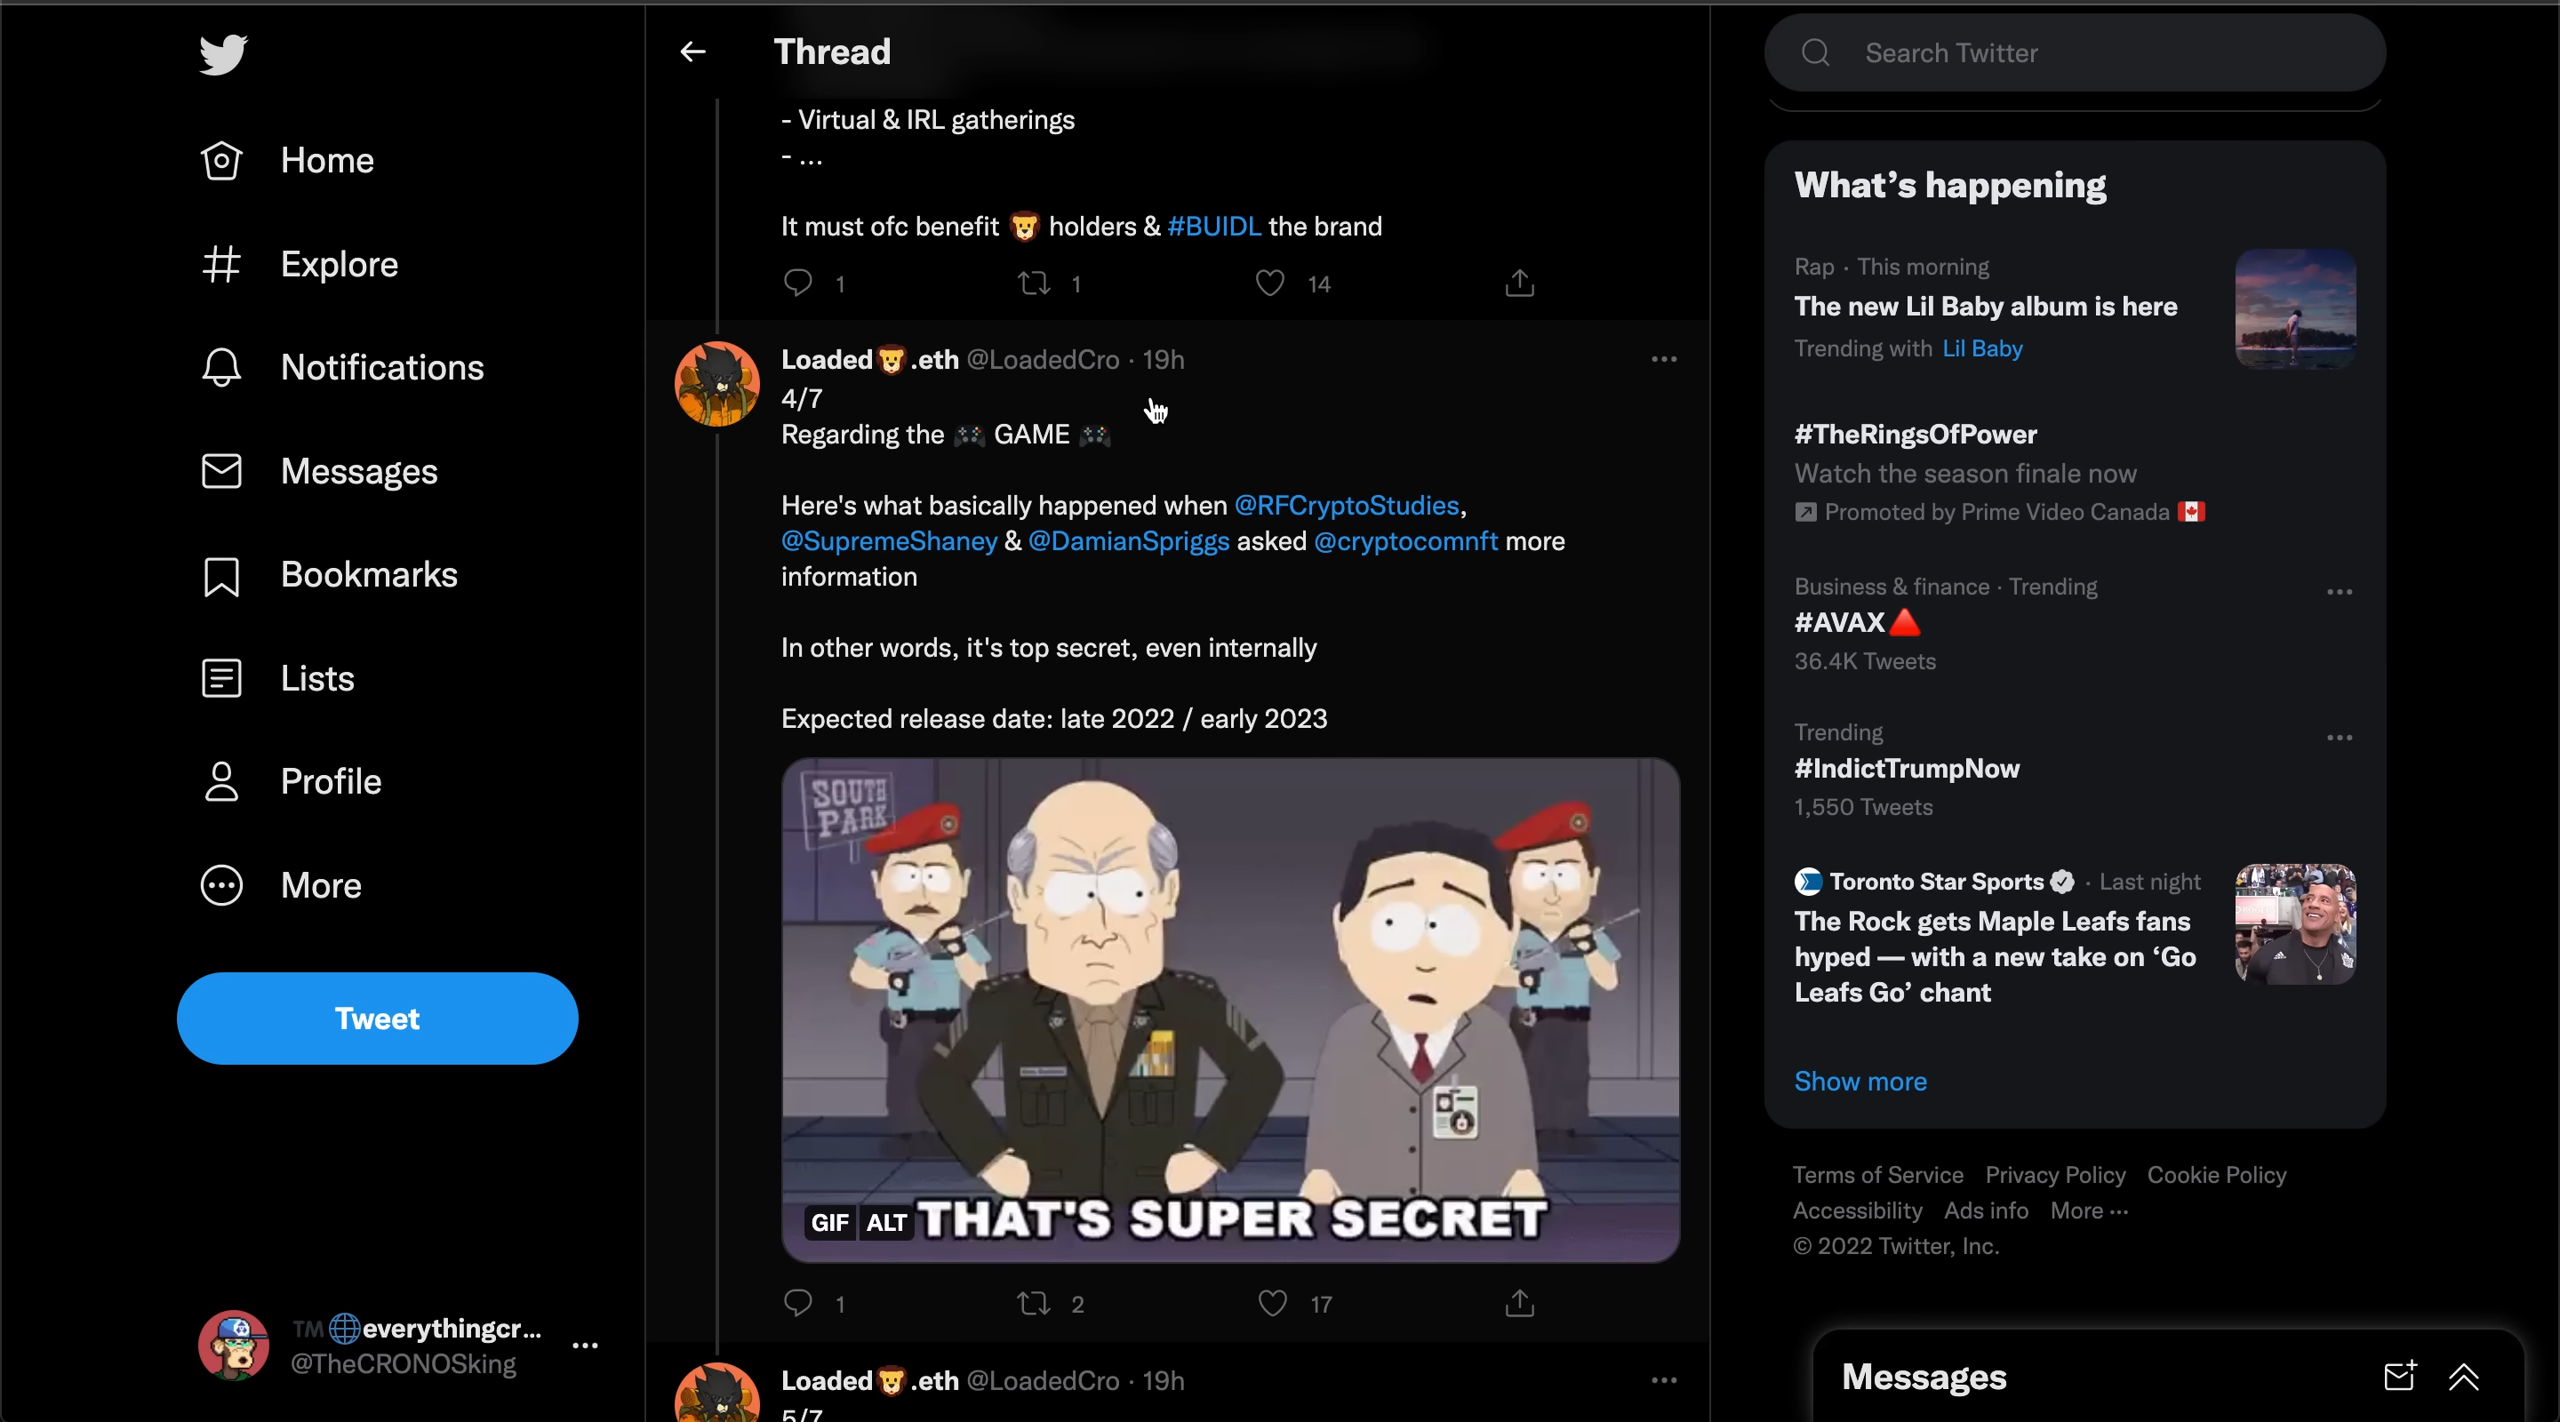 Home
Explore
Notifications
Messages
Bookmarks
Lists
Profile
More
Tweet
TM🌐everythingcr...
@TheCRONOSking
Thread
- Virtual & IRL gatherings
- ...
It must ofc benefit 🦁 holders & #BUIDL the brand
1 1 14
Loaded🦁.eth @LoadedCro · 19h
4/7
Regarding the 🎮 GAME 🎮
Here's what basically happened when @RFCryptoStudies,
@SupremeShaney & @DamianSpriggs asked @cryptocomnft more
information
In other words, it's top secret, even internally
Expected release date: late 2022 / early 2023
SOUTH
PARK
GIF ALT THAT'S SUPER SECRET
1 2 17
Loaded🦁.eth @LoadedCro · 19h
5/7
Search Twitter
What's happening
Rap · This morning
The new Lil Baby album is here
Trending with Lil Baby
#TheRingsOfPower
Watch the season finale now
Promoted by Prime Video Canada 🇨🇦
Business & finance · Trending
#AVAX🔺
36.4K Tweets
Trending
#IndictTrumpNow
1,550 Tweets
Toronto Star Sports · Last night
The Rock gets Maple Leafs fans
hyped — with a new take on ‘Go
Leafs Go’ chant
Show more
Terms of Service Privacy Policy Cookie Policy
Accessibility Ads info More ···
© 2022 Twitter, Inc.
Messages